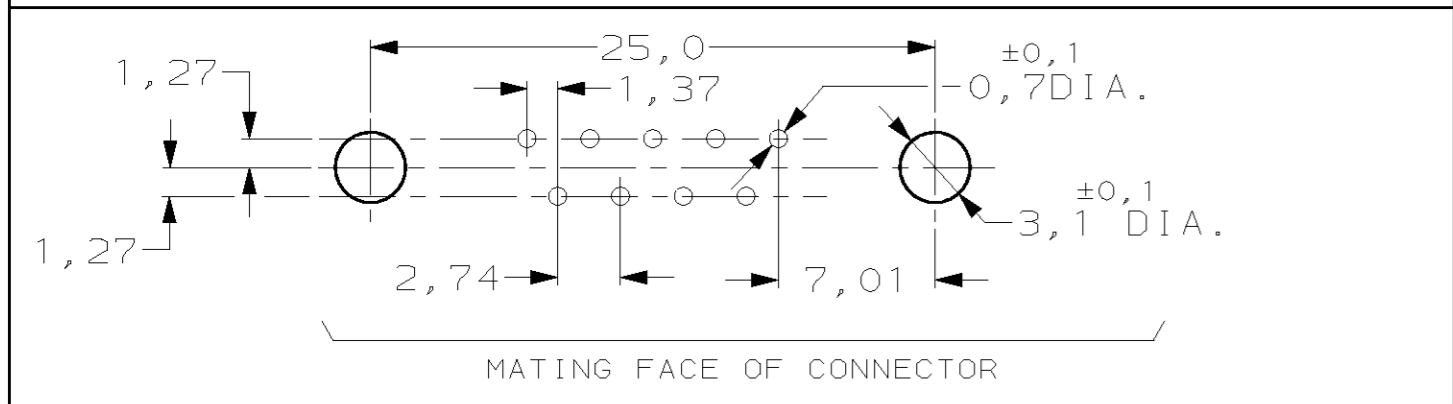 25,0
±0,1
1,27
1,37
0,7DIA.
±0,1
3,1 DIA.
1,27
2,74
7,01
MATING FACE OF CONNECTOR